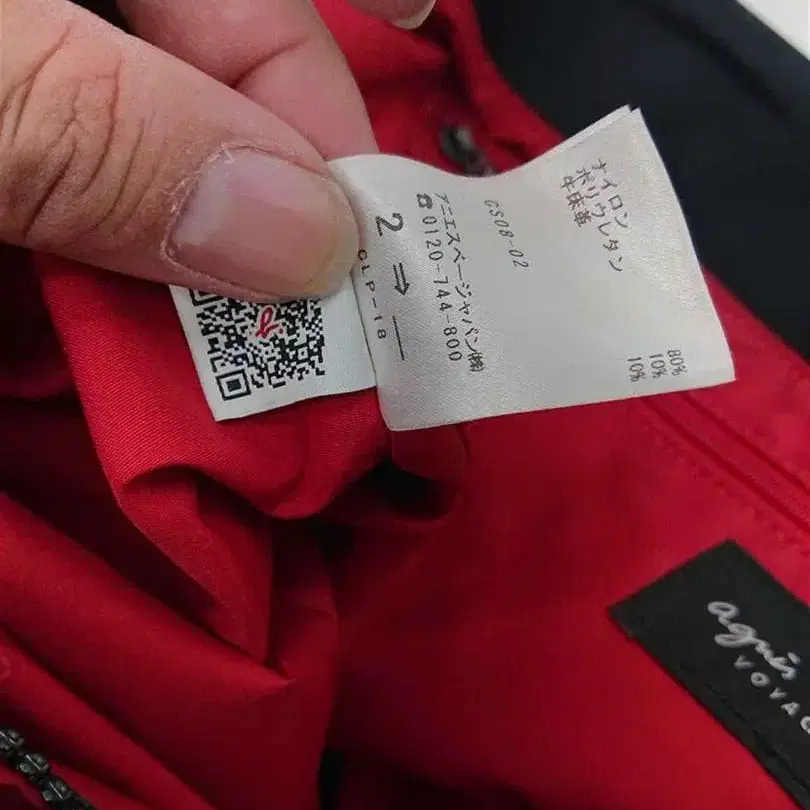 ナイロン 80%
ポリウレタン 10%
牛床革 10%
GS08-02
アニエスベージャパン㈱
☎0120-744-800
2⇒—
CLP-18
agnès
VOYAG